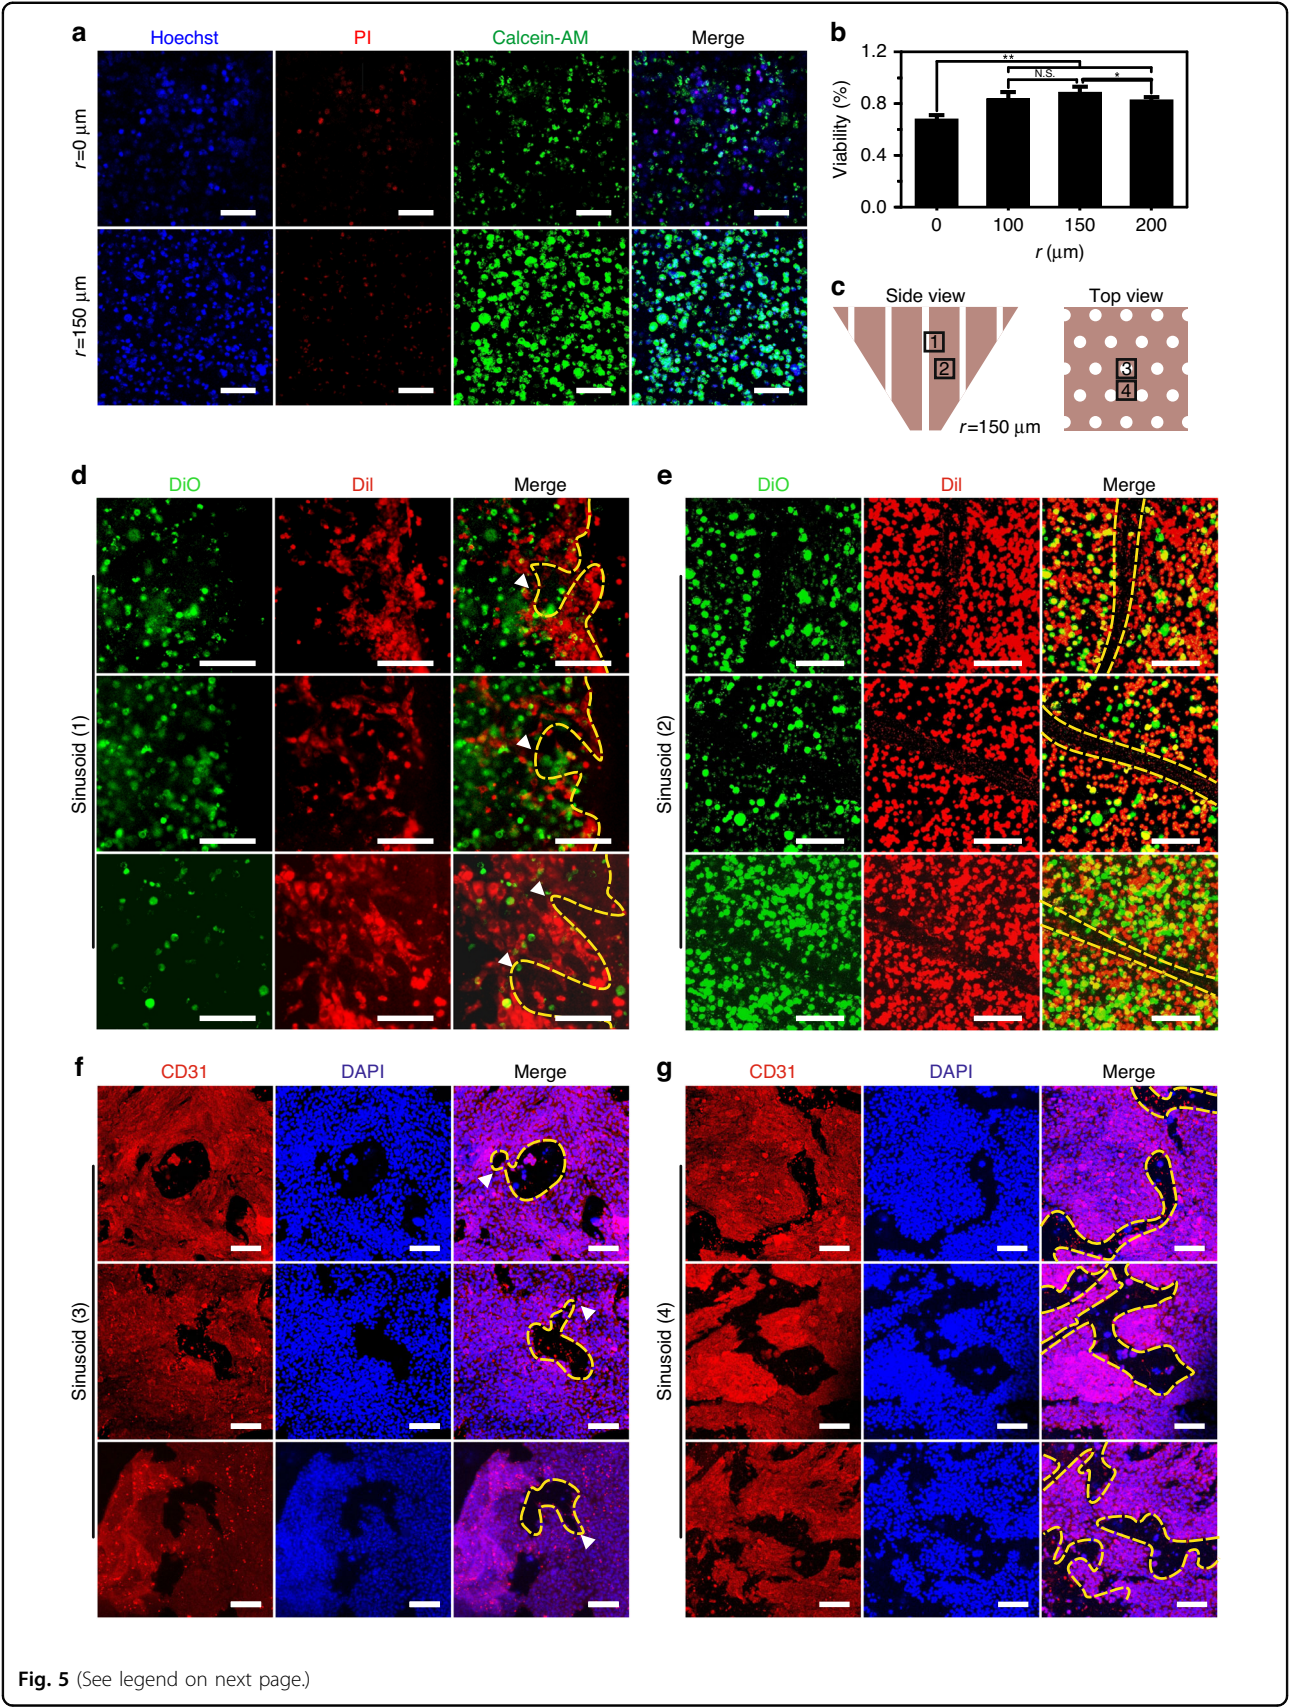 a
Hoechst PI Calcein-AM Merge
r=0 μm
r=150 μm
b
Viability (%)
1.2
0.8
0.4
0.0
**
N.S.
*
0 100 150 200
r (μm)
c
Side view Top view
1
2
3
4
r=150 μm
d
DiO Dil Merge
Sinusoid (1)
e
DiO Dil Merge
Sinusoid (2)
f
CD31 DAPI Merge
Sinusoid (3)
g
CD31 DAPI Merge
Sinusoid (4)
Fig. 5 (See legend on next page.)